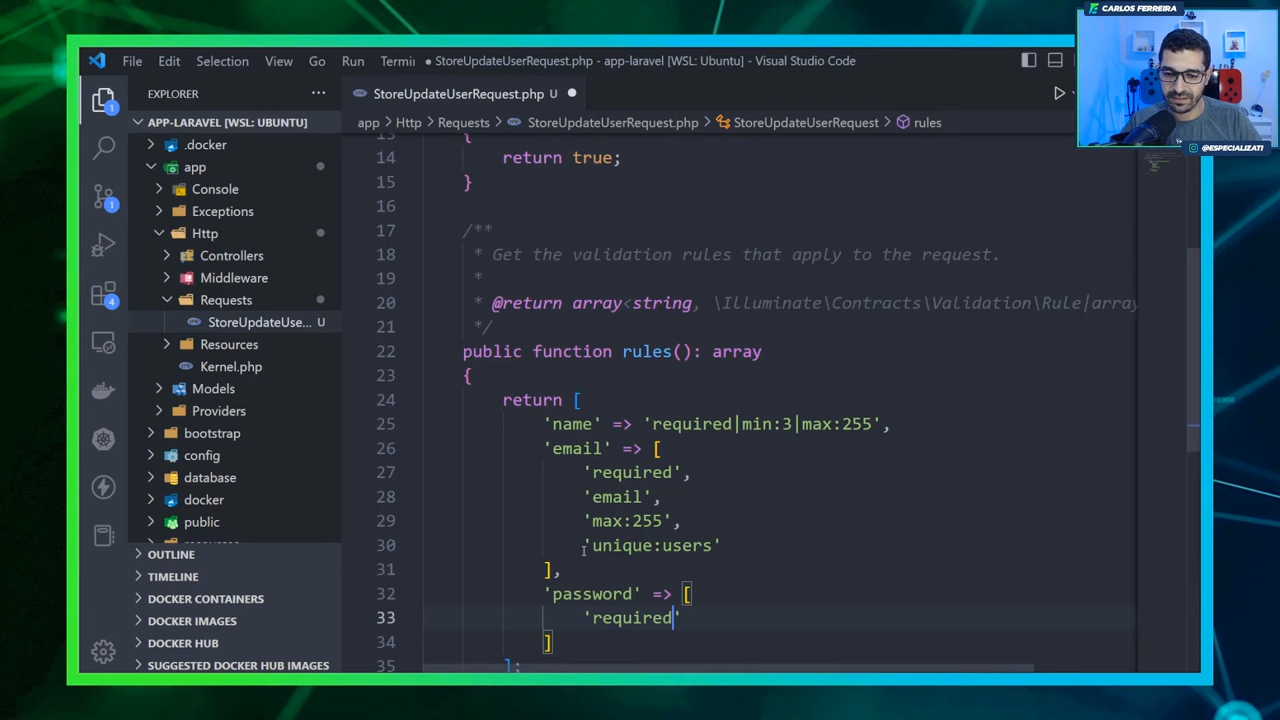 CARLOS FERREIRA
@ESPECIALIZATI
File Edit Selection View Go Run Termii ● StoreUpdateUserRequest.php - app-laravel [WSL: Ubuntu] - Visual Studio Code
EXPLORER ···
StoreUpdateUserRequest.php U ●
APP-LARAVEL [WSL: UBUNTU]
app > Http > Requests > StoreUpdateUserRequest.php > StoreUpdateUserRequest > rules
.docker
app
Console
Exceptions
Http
Controllers
Middleware
Requests
StoreUpdateUse... U
Resources
Kernel.php
Models
Providers
bootstrap
config
database
docker
public
OUTLINE
TIMELINE
DOCKER CONTAINERS
DOCKER IMAGES
DOCKER HUB
SUGGESTED DOCKER HUB IMAGES
1
1
4
13 {
14 return true;
15 }
16
17 /**
18 * Get the validation rules that apply to the request.
19 *
20 * @return array<string, \Illuminate\Contracts\Validation\Rule|array
21 */
22 public function rules(): array
23 {
24 return [
25 'name' => 'required|min:3|max:255',
26 'email' => [
27 'required',
28 'email',
29 'max:255',
30 'unique:users'
31 ],
32 'password' => [
33 'required'
34 ]
35 ];